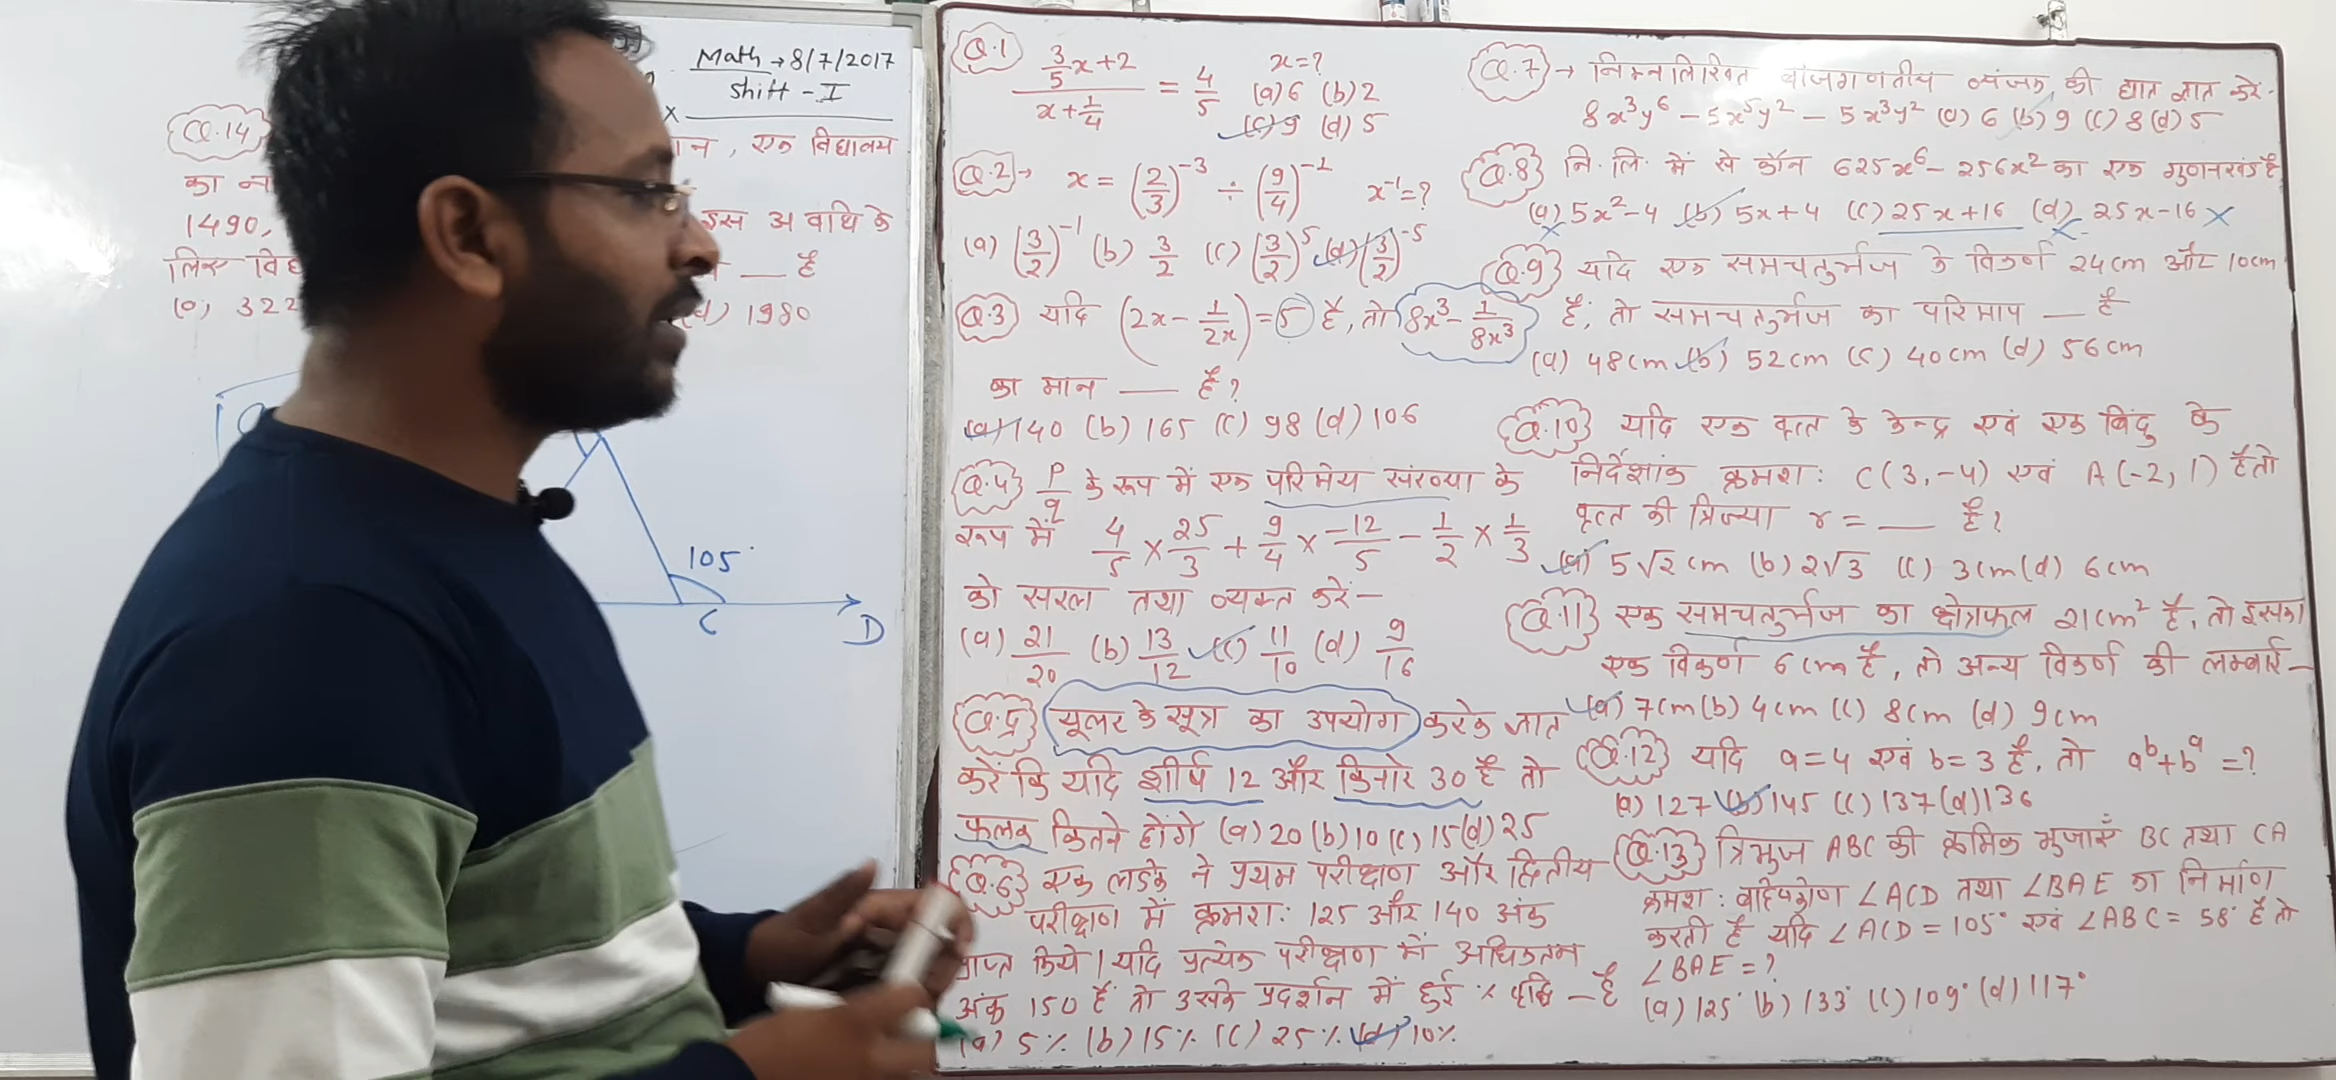 Math → 8/7/2017
Shift - I
Q.14
न, एक विद्यालय
का न
1490, इस अवधि के
लिए वि — है
(a) 322 (d) 1980
105°
C
D
Q.1 (3/5 x + 2)/(x + 1/4) = 4/5 x = ?
(a) 6 (b) 2
(c) 9 (d) 5
Q.2 → x = (2/3)^-3 ÷ (9/4)^-1 x^-1 = ?
(a) (3/2)^-1 (b) 3/2 (c) (3/2)^5 (d) (3/2)^-5
Q.3 यदि (2x - 1/2x) = 5 है, तो 8x³ - 1/8x³
का मान — है?
(a) 140 (b) 165 (c) 98 (d) 106
Q.4 P/q के रूप में एक परिमेय संख्या के
रूप में 4/5 × 25/3 + 9/4 × -12/5 - 1/2 × 1/3
को सरल तथा व्यक्त करें -
(a) 21/20 (b) 13/12 (c) 11/10 (d) 9/16
Q.5 यूलर के सूत्र का उपयोग करके ज्ञात
करें कि यदि शीर्ष 12 और किनारे 30 है तो
फलक कितने होंगे (a) 20 (b) 10 (c) 15 (d) 25
Q.6 एक लड़के ने प्रथम परीक्षण और द्वितीय
परीक्षण में क्रमश: 125 और 140 अंक
प्राप्त किये। यदि प्रत्येक परीक्षण में अधिकतम
अंक 150 हैं तो उसके प्रदर्शन में हुई % वृद्धि — है
(a) 5% (b) 15% (c) 25% (d) 10%
Q.7 → निम्नलिखित बीजगणितीय व्यंजक की घात ज्ञात करें-
8x³y⁶ - 5x⁵y² - 5x³y² (a) 6 (b) 9 (c) 8 (d) 5
Q.8 नि.लि. में से कौन 625x⁶ - 256x² का एक गुणनखंड है
(a) 5x² - 4 (b) 5x + 4 (c) 25x + 16 (d) 25x - 16 ×
Q.9 यदि एक समचतुर्भुज के विकर्ण 24cm और 10cm
है, तो समचतुर्भुज का परिमाप — है
(a) 48cm (b) 52cm (c) 40cm (d) 56cm
Q.10 यदि एक वृत्त के केन्द्र एवं एक बिंदु के
निर्देशांक क्रमश: C(3,-4) एवं A(-2,1) है तो
वृत्त की त्रिज्या r = — है?
(a) 5√2 cm (b) 2√3 (c) 3cm (d) 6cm
Q.11 एक समचतुर्भुज का क्षेत्रफल 21cm² है, तो इसका
एक विकर्ण 6cm है, तो अन्य विकर्ण की लम्बाई -
(a) 7cm (b) 4cm (c) 8cm (d) 9cm
Q.12 यदि a=4 एवं b=3 है, तो a^b + b^a = ?
(a) 127 (b) 145 (c) 137 (d) 136
Q.13 त्रिभुज ABC की क्रमिक भुजाएँ BC तथा CA
क्रमश: बहिष्कोण ∠ACD तथा ∠BAE का निर्माण
करती है यदि ∠ACD = 105° एवं ∠ABC = 58° है तो
∠BAE = ?
(a) 125° (b) 133° (c) 109° (d) 117°